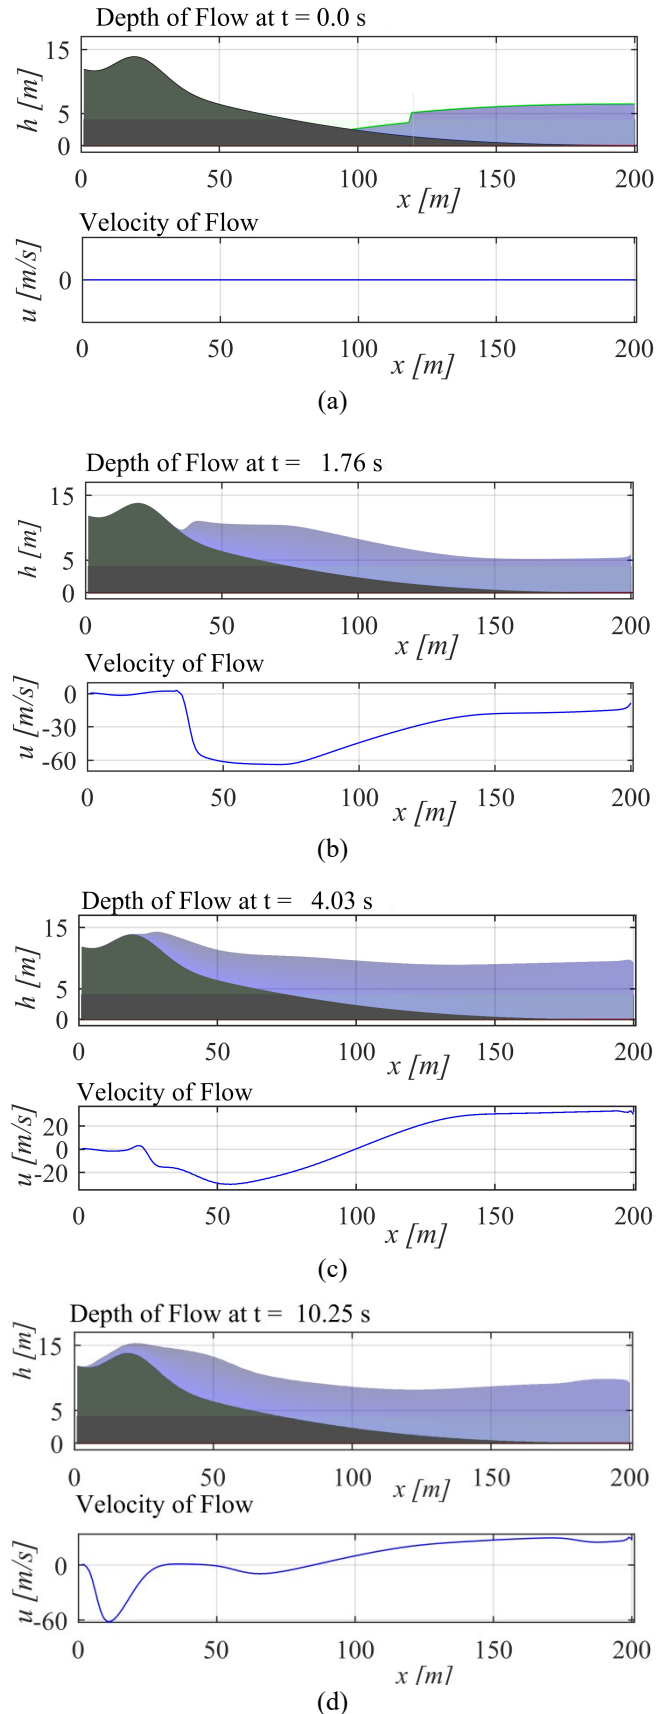 Depth of Flow at t = 0.0 s
15
5
0
h [m]
0 50 100 150 200
x [m]
Velocity of Flow
0
u [m/s]
0 50 100 150 200
x [m]
(a)
Depth of Flow at t = 1.76 s
15
5
0
h [m]
0 50 100 150 200
x [m]
Velocity of Flow
0
-30
-60
u [m/s]
0 50 100 150 200
x [m]
(b)
Depth of Flow at t = 4.03 s
15
5
0
h [m]
0 50 100 150 200
x [m]
Velocity of Flow
20
0
-20
u [m/s]
0 50 100 150 200
x [m]
(c)
Depth of Flow at t = 10.25 s
15
5
0
h [m]
0 50 100 150 200
x [m]
Velocity of Flow
0
-60
u [m/s]
0 50 100 150 200
x [m]
(d)